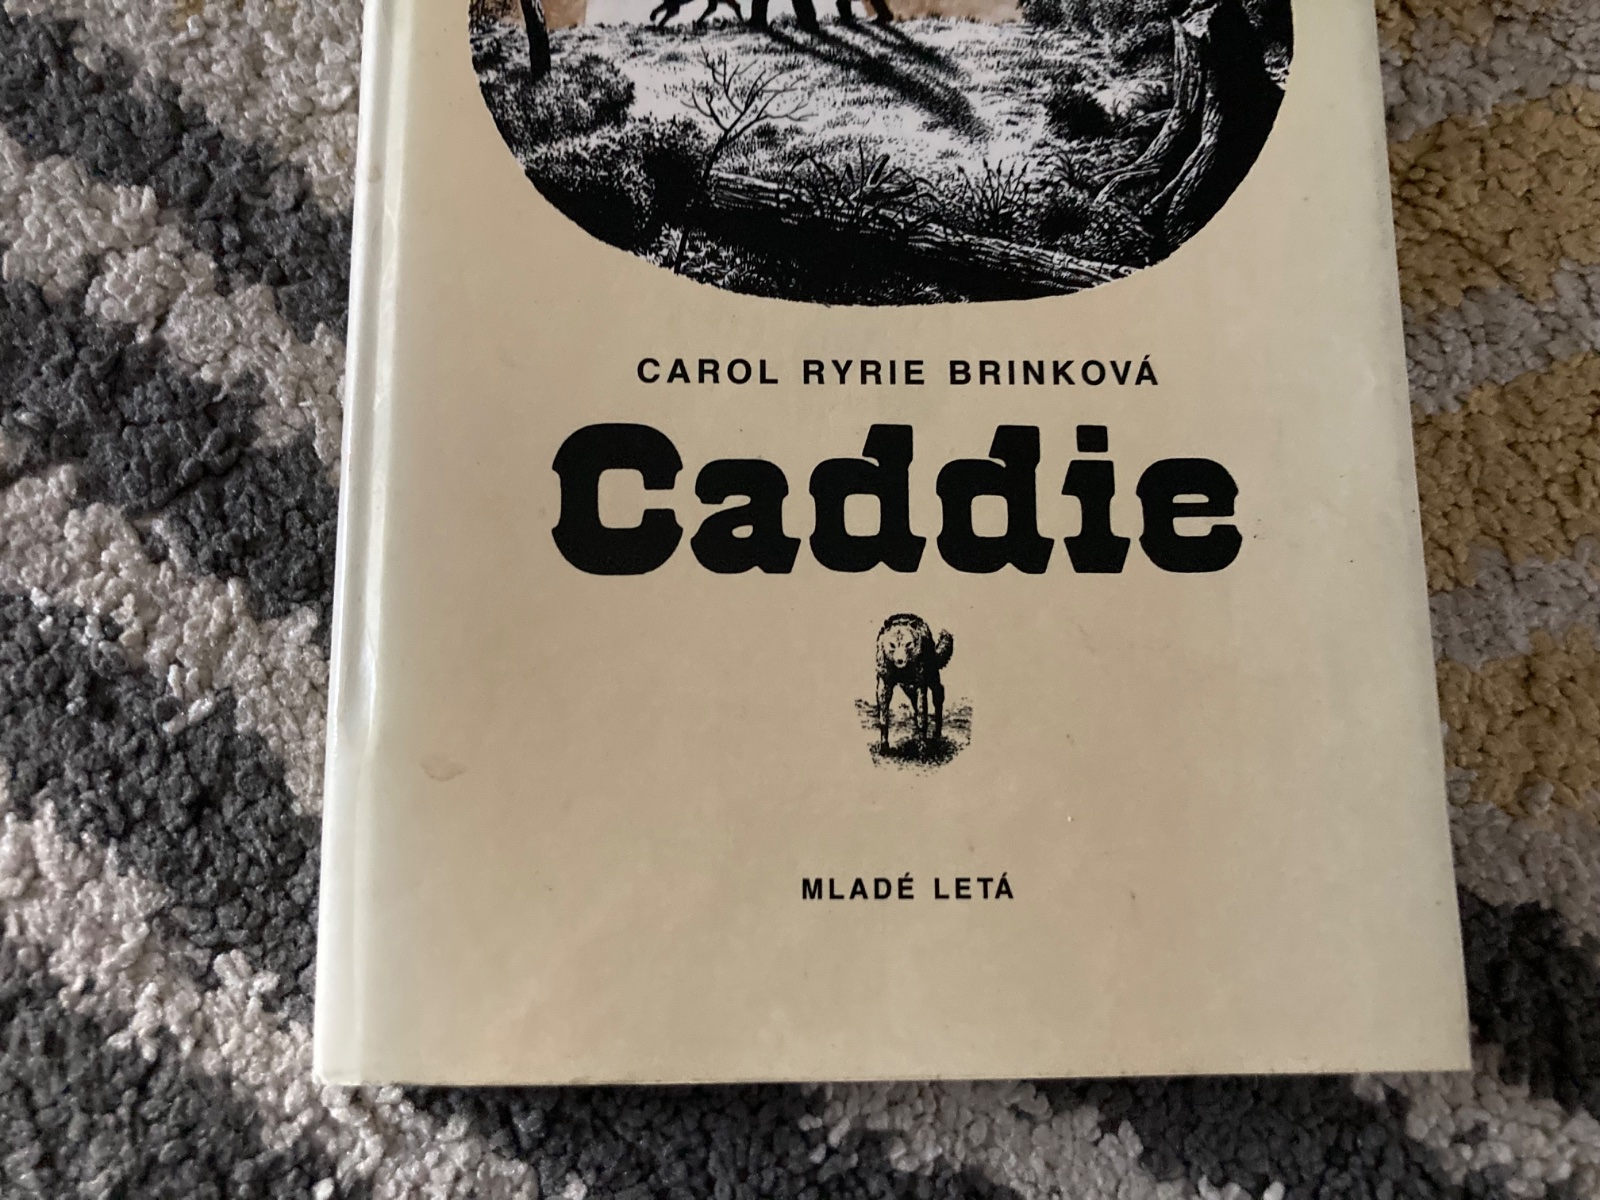 CAROL RYRIE BRINKOVÁ
Caddie
MLADÉ LETÁ